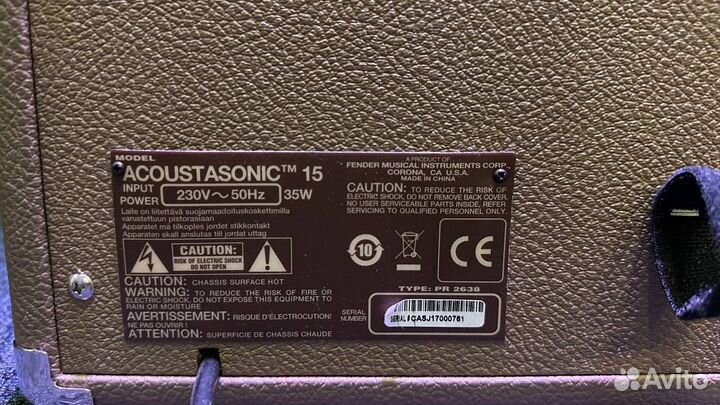 MODEL
ACOUSTASONIC™ 15
INPUT
POWER
230V~50Hz
35W
Laite on liitettävä suojamaadoituskoskettimilla
varustettuun pistorasiaan
Apparatet må tilkoples jordet stikkontakt
Apparaten skall anslutas till jordat uttag
CAUTION:
RISK OF ELECTRIC SHOCK
DO NOT OPEN
CAUTION: CHASSIS SURFACE HOT
WARNING: TO REDUCE THE RISK OF FIRE OR
ELECTRIC SHOCK, DO NOT EXPOSE THIS EQUIPMENT TO
RAIN OR MOISTURE
AVERTISSEMENT: RISQUE D'ÉLECTROCUTION!
NE PAS OUVRIR !
ATTENTION: SUPERFICIE DE CHASSIS CHAUDE
A PRODUCT OF
FENDER MUSICAL INSTRUMENTS CORP.
CORONA, CA U.S.A.
MADE IN CHINA
CAUTION: TO REDUCE THE RISK OF
ELECTRIC SHOCK, DO NOT REMOVE BACK COVER.
NO USER SERVICEABLE PARTS INSIDE. REFER
SERVICING TO QUALIFIED PERSONNEL ONLY.
10
CE
TYPE: PR 2638
SERIAL
NUMBER
SERIAL
CASJ17000761
Avito